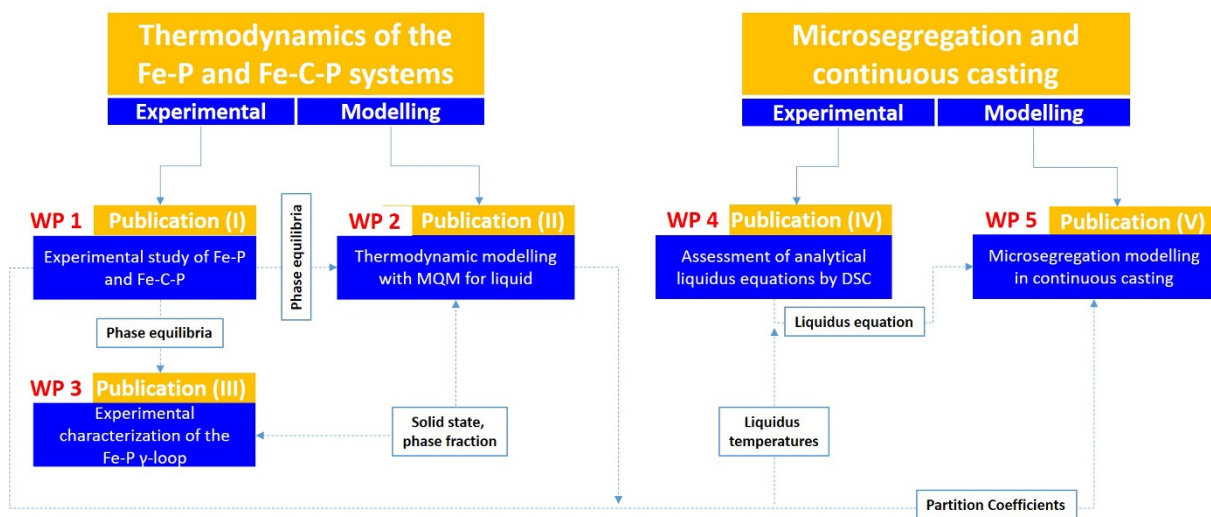 Thermodynamics of the
Fe-P and Fe-C-P systems
Experimental
Modelling
Microsegregation and
continuous casting
Experimental
Modelling
WP 1
Publication (I)
Experimental study of Fe-P
and Fe-C-P
Phase equilibria
WP 2
Publication (II)
Thermodynamic modelling
with MQM for liquid
WP 4
Publication (IV)
Assessment of analytical
liquidus equations by DSC
WP 5
Publication (V)
Microsegregation modelling
in continuous casting
Phase equilibria
Liquidus equation
WP 3
Publication (III)
Experimental
characterization of the
Fe-P γ-loop
Solid state,
phase fraction
Liquidus
temperatures
Partition Coefficients